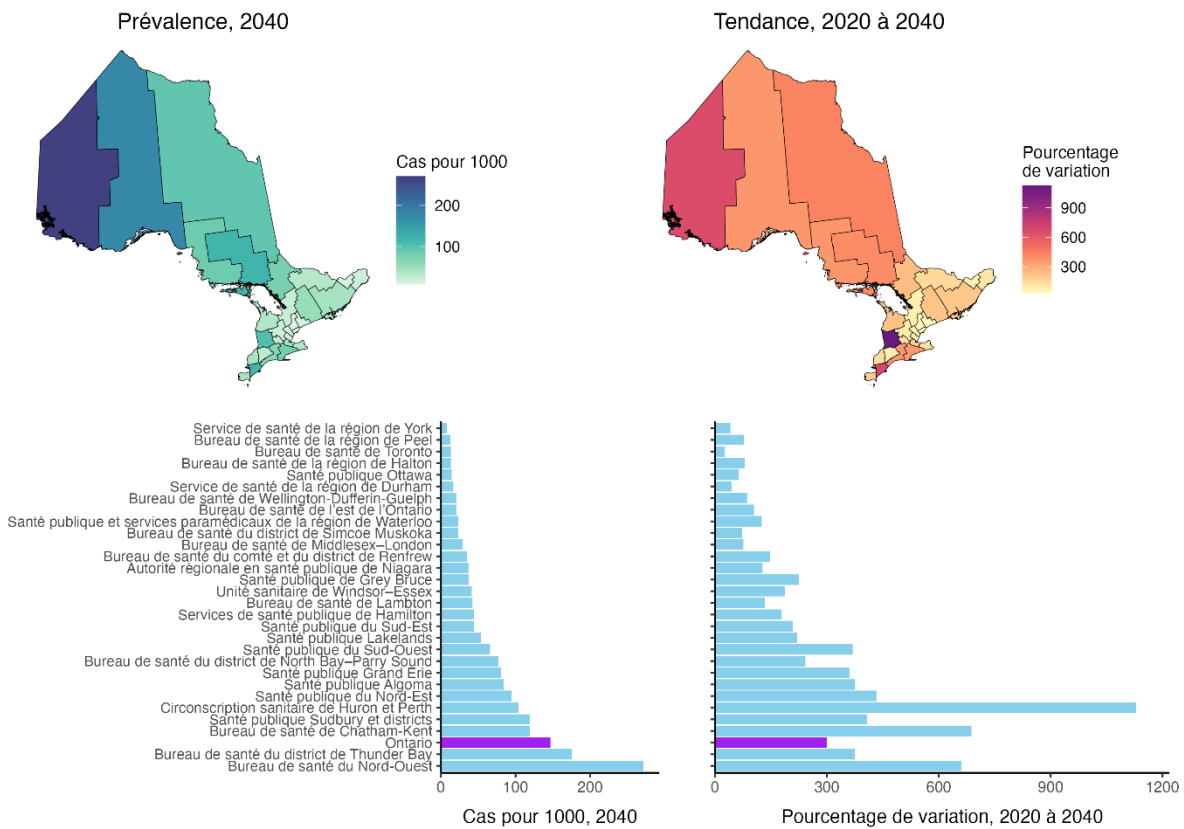 Prévalence, 2040
Tendance, 2020 à 2040
Cas pour 1000
200
100
Pourcentage
de variation
900
600
300
Service de santé de la région de York
Bureau de santé de la région de Peel
Bureau de santé de Toronto
Bureau de santé de la région de Halton
Santé publique Ottawa
Service de santé de la région de Durham
Bureau de santé de Wellington-Dufferin-Guelph
Bureau de santé de l'est de l'Ontario
Santé publique et services paramédicaux de la région de Waterloo
Bureau de santé du district de Simcoe Muskoka
Bureau de santé de Middlesex–London
Bureau de santé du comté et du district de Renfrew
Autorité régionale en santé publique de Niagara
Santé publique de Grey Bruce
Unité sanitaire de Windsor–Essex
Bureau de santé de Lambton
Services de santé publique de Hamilton
Santé publique du Sud-Est
Santé publique Lakelands
Santé publique du Sud-Ouest
Bureau de santé du district de North Bay–Parry Sound
Santé publique Grand Erie
Santé publique Algoma
Santé publique du Nord-Est
Circonscription sanitaire de Huron et Perth
Santé publique Sudbury et districts
Bureau de santé de Chatham-Kent
Ontario
Bureau de santé du district de Thunder Bay
Bureau de santé du Nord-Ouest
0 100 200
Cas pour 1000, 2040
0 300 600 900 1200
Pourcentage de variation, 2020 à 2040